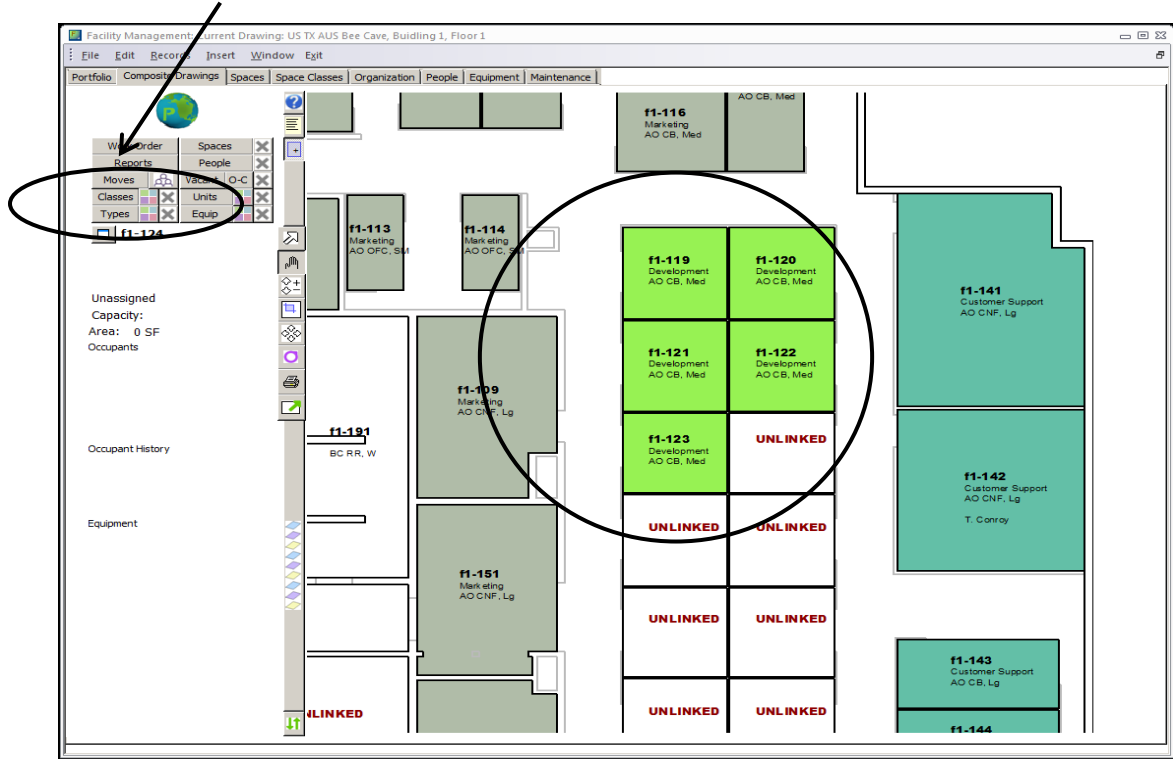 Facility Management: Current Drawing: US TX AUS Bee Cave, Buidling 1, Floor 1
File Edit Records Insert Window Exit
Portfolio Composite Drawings Spaces Space Classes Organization People Equipment Maintenance
P
Work Order Spaces
Reports People
Moves Vacant O-C
Classes Units
Types Equip
f1-124
Unassigned
Capacity:
Area: 0 SF
Occupants
Occupant History
Equipment
AO CB, Med
f1-116
Marketing
AO CB, Med
f1-113
Marketing
AO OFC, SM
f1-114
Marketing
AO OFC, SM
f1-119
Development
AO CB, Med
f1-120
Development
AO CB, Med
f1-141
Customer Support
AO CNF, Lg
f1-121
Development
AO CB, Med
f1-122
Development
AO CB, Med
f1-109
Marketing
AO CNF, Lg
f1-191
BC RR, W
f1-123
Development
AO CB, Med
UNLINKED
f1-142
Customer Support
AO CNF, Lg
T. Conroy
UNLINKED UNLINKED
f1-151
Marketing
AO CNF, Lg
UNLINKED UNLINKED
f1-143
Customer Support
AO CB, Lg
NLINKED
UNLINKED UNLINKED
f1-144